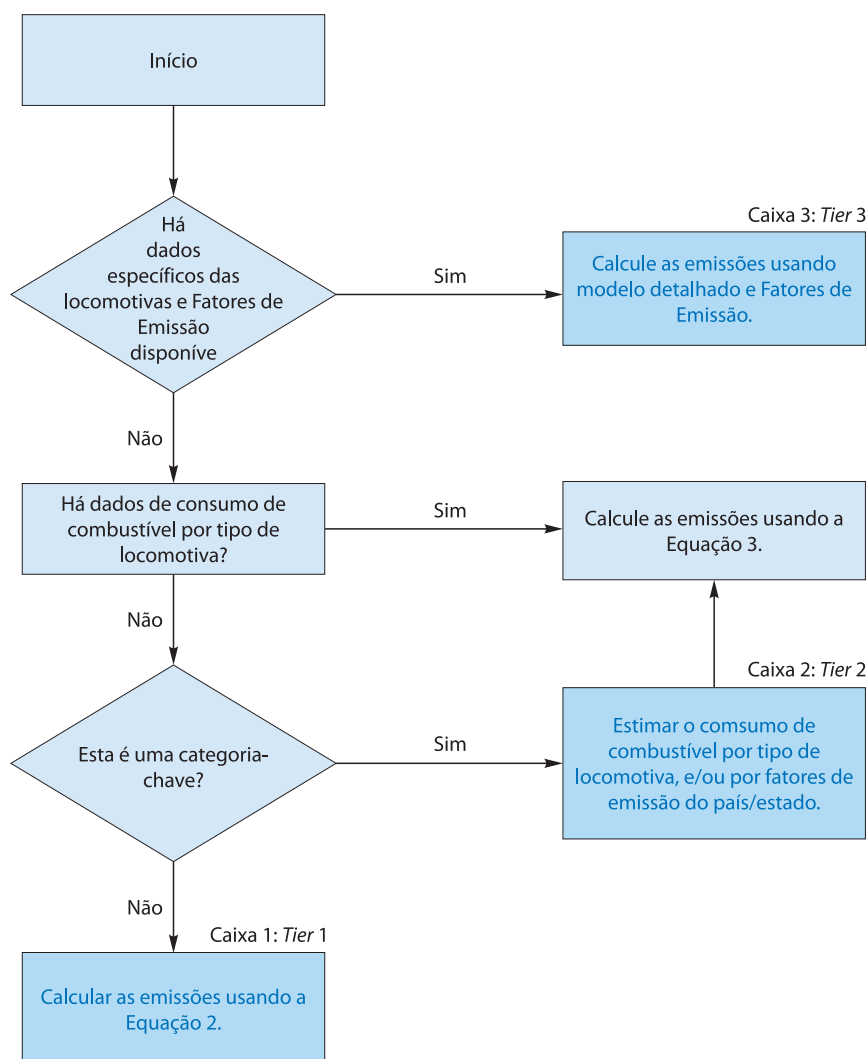 Início
Há
dados
específicos das
locomotivas e Fatores de
Emissão
disponíve
Sim
Caixa 3: Tier 3
Calcule as emissões usando
modelo detalhado e Fatores de
Emissão.
Não
Há dados de consumo de
combustível por tipo de
locomotiva?
Sim
Calcule as emissões usando a
Equação 3.
Não
Esta é uma categoria-
chave?
Sim
Caixa 2: Tier 2
Estimar o comsumo de
combustível por tipo de
locomotiva, e/ou por fatores de
emissão do país/estado.
Não
Caixa 1: Tier 1
Calcular as emissões usando a
Equação 2.